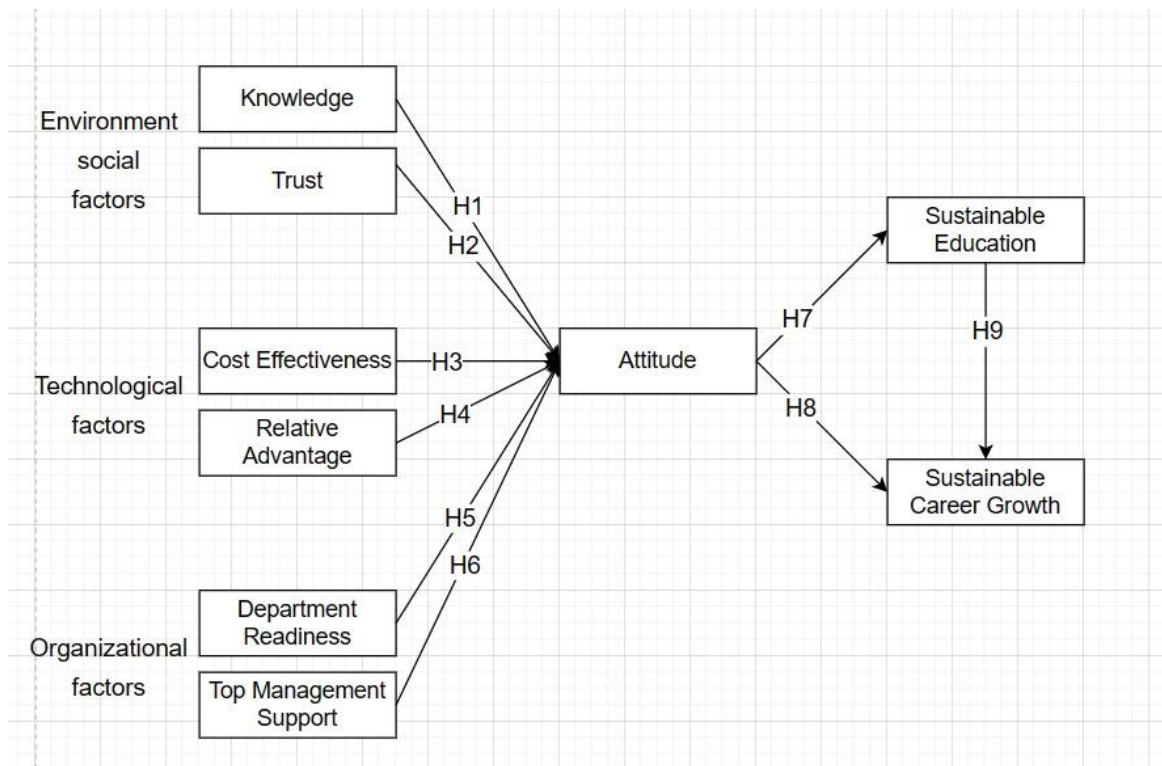 Environment
social
factors
Knowledge
Trust
H1
H2
Technological
factors
Cost Effectiveness
Relative
Advantage
H3
H4
Organizational
factors
Department
Readiness
Top Management
Support
H5
H6
Attitude
H7
H8
Sustainable
Education
H9
Sustainable
Career Growth